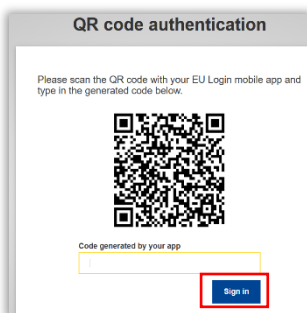 QR code authentication
Please scan the QR code with your EU Login mobile app and
type in the generated code below.
Code generated by your app
Sign in